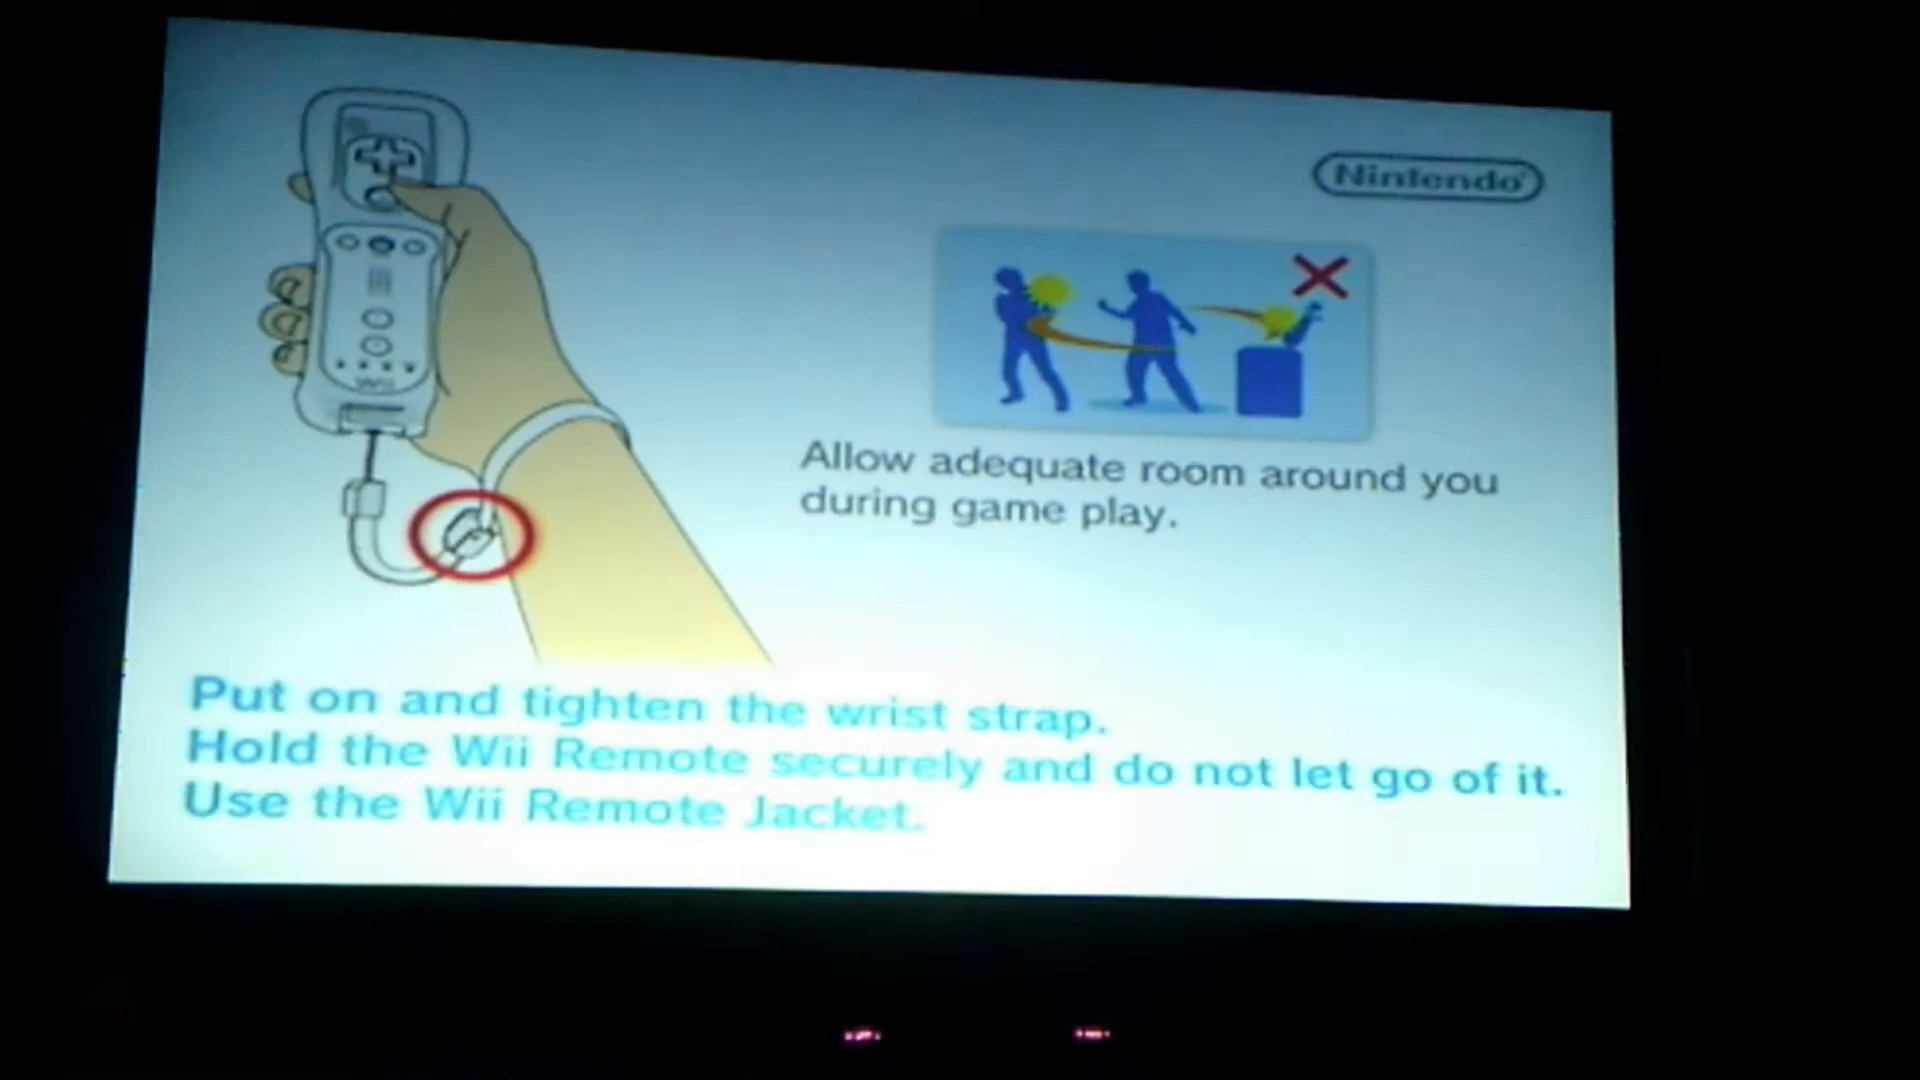 Nintendo
Wii
Allow adequate room around you
during game play.
Put on and tighten the wrist strap.
Hold the Wii Remote securely and do not let go of it.
Use the Wii Remote Jacket.